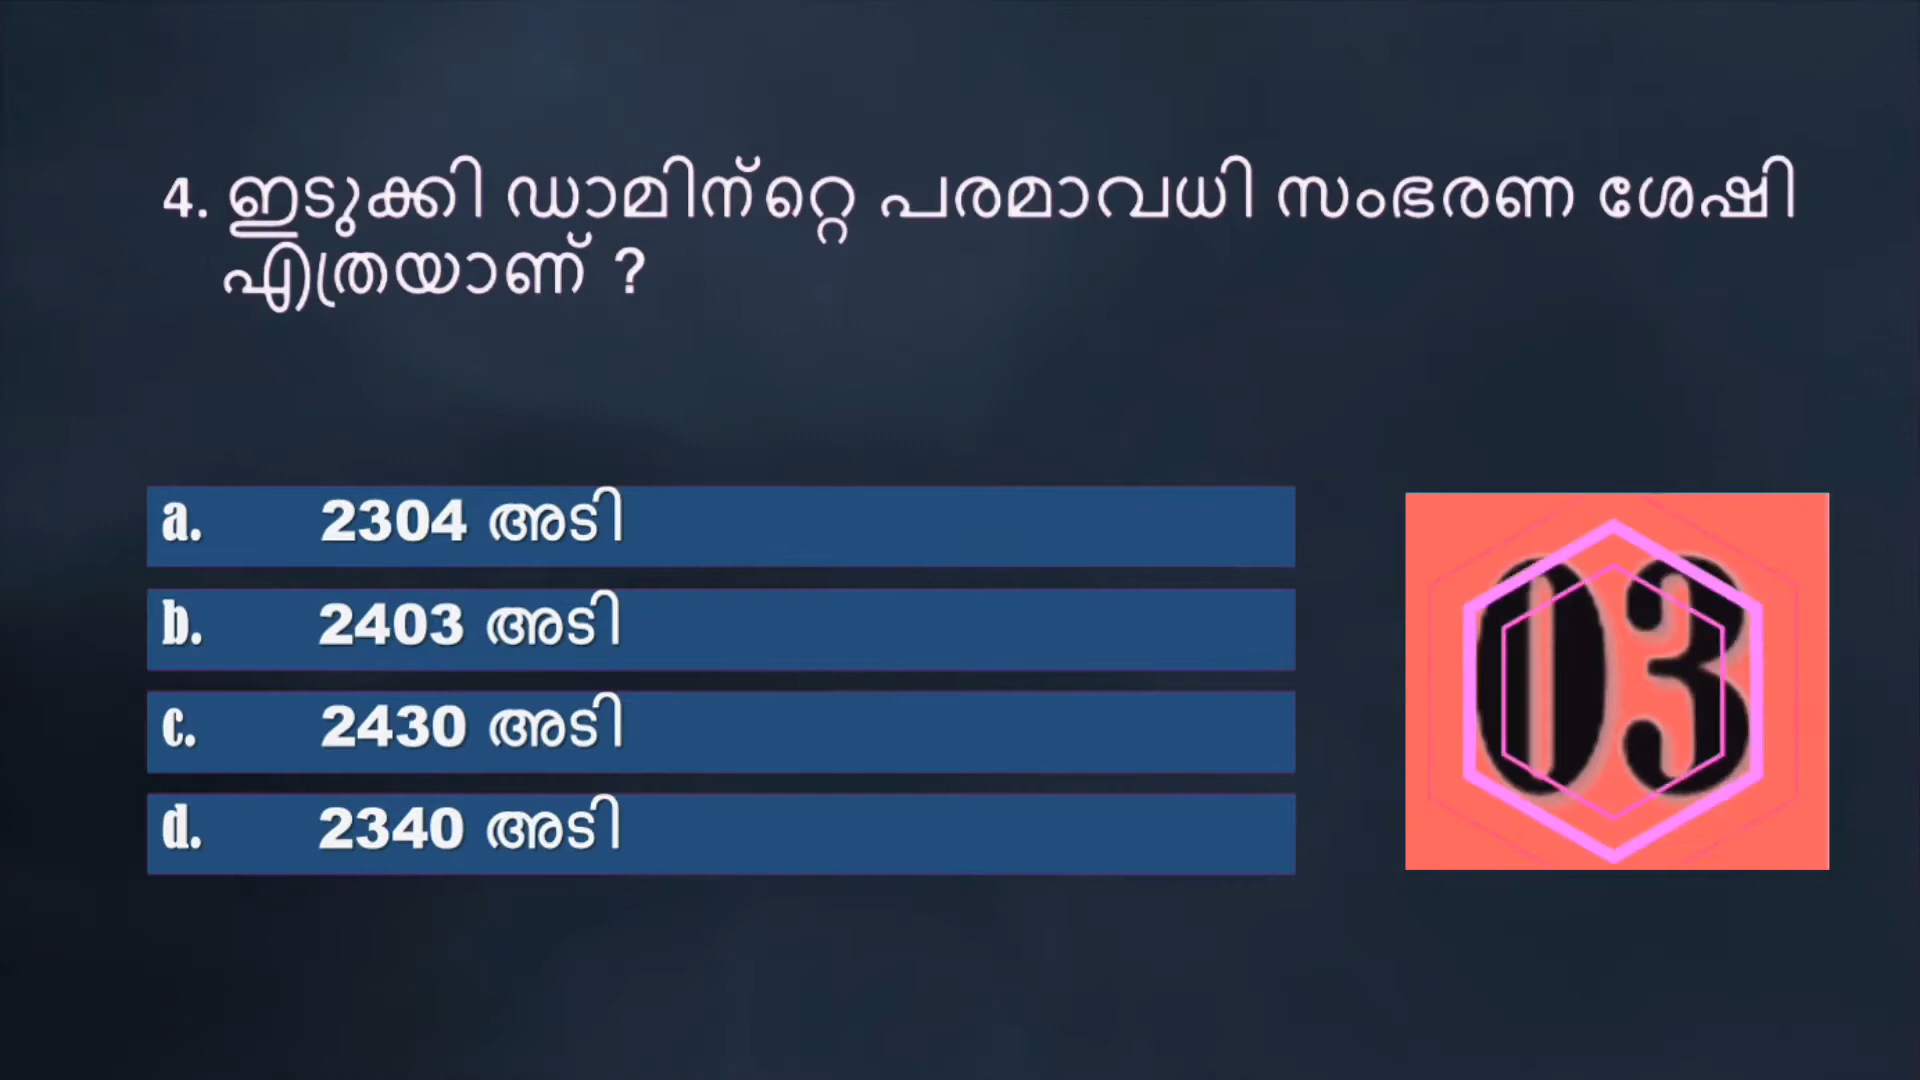 4. ഇടുക്കി ഡാമിന്റെ പരമാവധി സംഭരണ ശേഷി
എത്രയാണ് ?
a. 2304 അടി
b. 2403 അടി
c. 2430 അടി
d. 2340 അടി
03